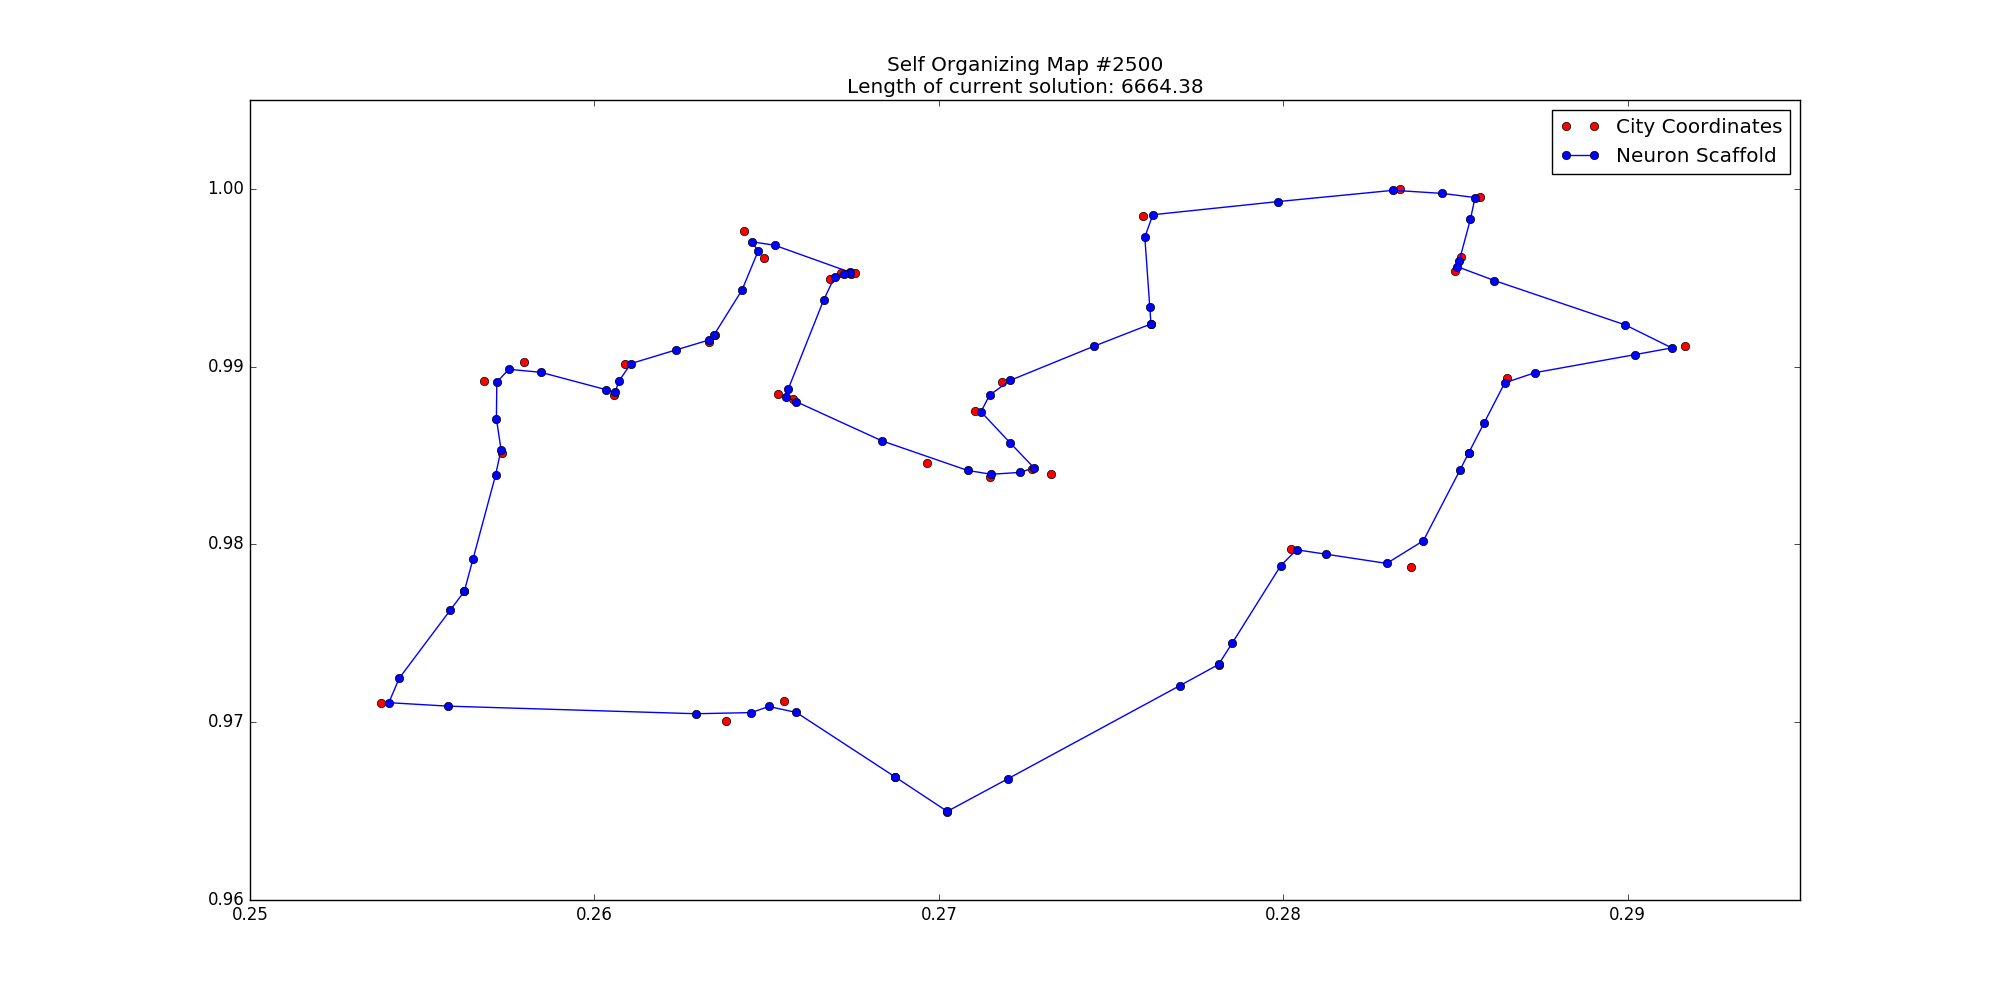 Self Organizing Map #2500
Length of current solution: 6664.38
City Coordinates
Neuron Scaffold
1.00
0.99
0.98
0.97
0.96
0.25
0.26
0.27
0.28
0.29